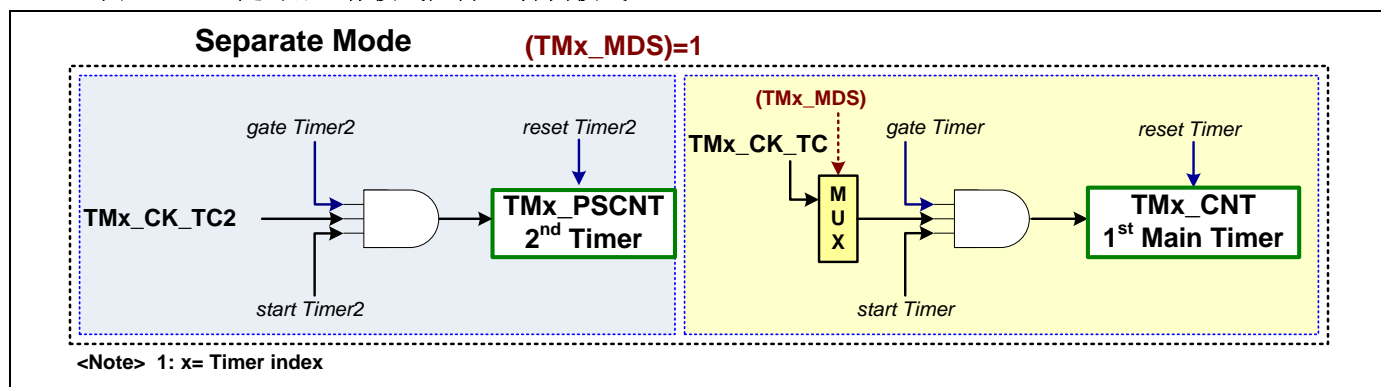 Separate Mode
(TMx_MDS)=1
gate Timer2
reset Timer2
TMx_CK_TC2
TMx_PSCNT
2nd Timer
start Timer2
(TMx_MDS)
TMx_CK_TC
gate Timer
reset Timer
M
U
X
TMx_CNT
1st Main Timer
start Timer
<Note> 1: x= Timer index